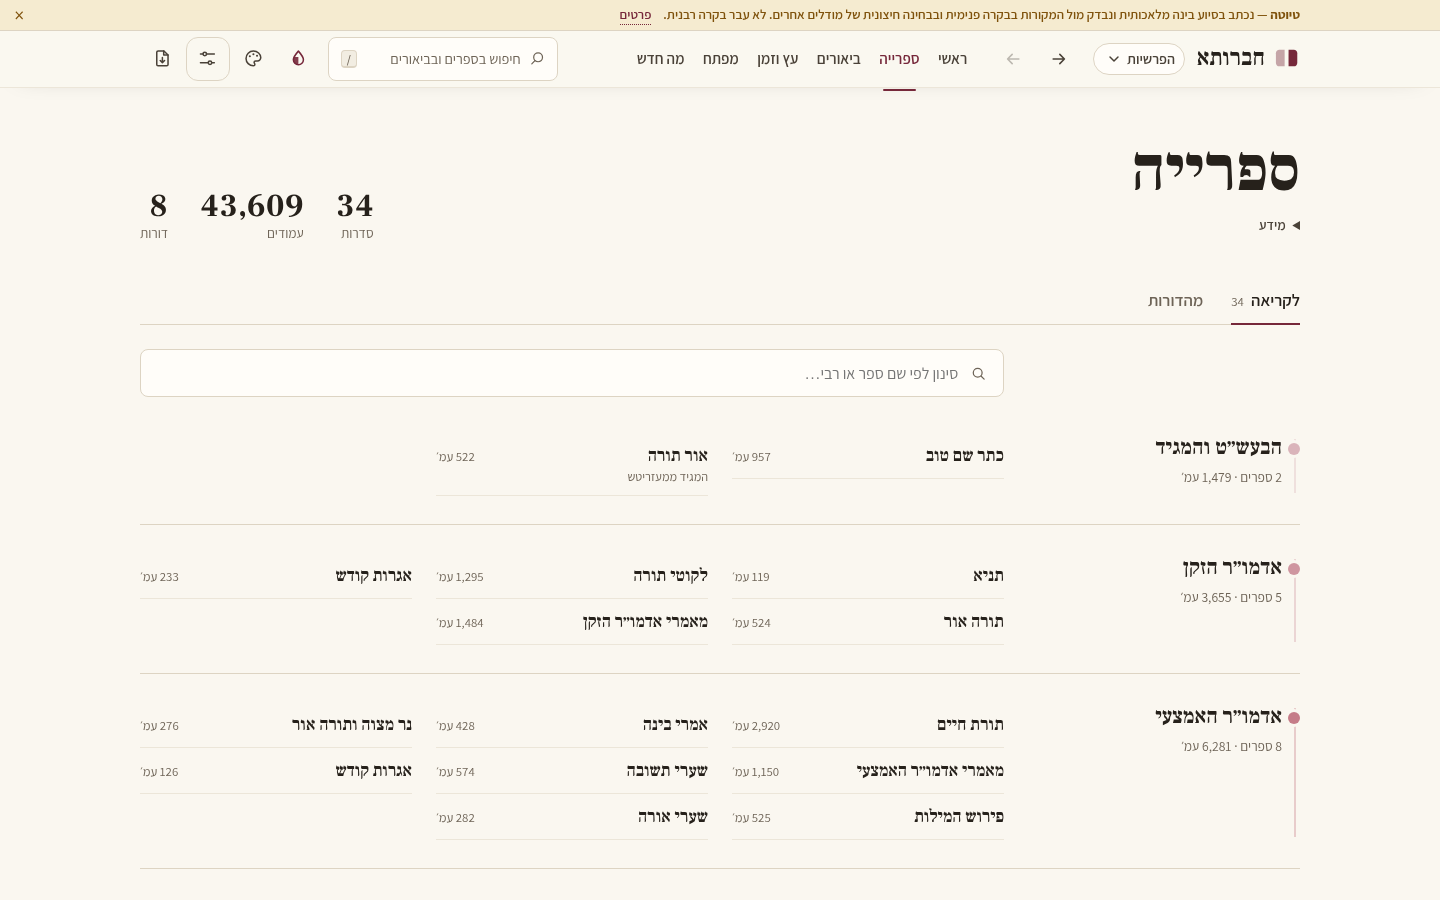 טיוטה — נכתב בסיוע בינה מלאכותית ונבדק מול המקורות בבקרה פנימית ובבחינה חיצונית של מודלים אחרים. לא עבר בקרה רבנית. פרטים ×
חברותא הפרשיות → ← ראשי ספרייה ביאורים עץ וזמן מפתח מה חדש חיפוש בספרים ובביאורים /
ספרייה
34 43,609 8
סדרות עמודים דורות
מידע
לקריאה 34 מהדורות
סינון לפי שם ספר או רבי…
הבעש״ט והמגיד
2 ספרים · 1,479 עמ׳
כתר שם טוב 957 עמ׳
אור תורה 522 עמ׳
המגיד ממעזריטש
אדמו״ר הזקן
5 ספרים · 3,655 עמ׳
תניא 119 עמ׳
לקוטי תורה 1,295 עמ׳
אגרות קודש 233 עמ׳
תורה אור 524 עמ׳
מאמרי אדמו״ר הזקן 1,484 עמ׳
אדמו״ר האמצעי
8 ספרים · 6,281 עמ׳
תורת חיים 2,920 עמ׳
אמרי בינה 428 עמ׳
נר מצוה ותורה אור 276 עמ׳
מאמרי אדמו״ר האמצעי 1,150 עמ׳
שערי תשובה 574 עמ׳
אגרות קודש 126 עמ׳
פירוש המילות 525 עמ׳
שערי אורה 282 עמ׳